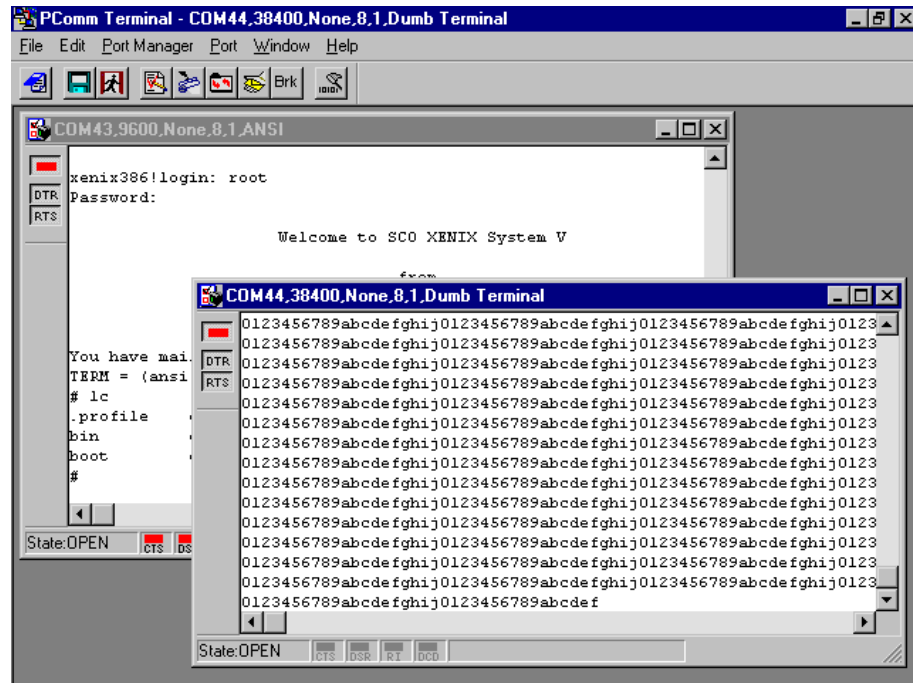 PComm Terminal - COM44,38400,None,8,1,Dumb Terminal
File Edit Port Manager Port Window Help
Brk
COM43,9600,None,8,1,ANSI
DTR
RTS
xenix386!login: root
Password:
Welcome to SCO XENIX System V
from
You have mai
TERM = (ansi
# lc
.profile
bin
boot
#
State:OPEN CTS DS
COM44,38400,None,8,1,Dumb Terminal
DTR
RTS
0123456789abcdefghij0123456789abcdefghij0123456789abcdefghij0123
0123456789abcdefghij0123456789abcdefghij0123456789abcdefghij0123
0123456789abcdefghij0123456789abcdefghij0123456789abcdefghij0123
0123456789abcdefghij0123456789abcdefghij0123456789abcdefghij0123
0123456789abcdefghij0123456789abcdefghij0123456789abcdefghij0123
0123456789abcdefghij0123456789abcdefghij0123456789abcdefghij0123
0123456789abcdefghij0123456789abcdefghij0123456789abcdefghij0123
0123456789abcdefghij0123456789abcdefghij0123456789abcdefghij0123
0123456789abcdefghij0123456789abcdefghij0123456789abcdefghij0123
0123456789abcdefghij0123456789abcdefghij0123456789abcdefghij0123
0123456789abcdefghij0123456789abcdefghij0123456789abcdefghij0123
0123456789abcdefghij0123456789abcdefghij0123456789abcdefghij0123
0123456789abcdefghij0123456789abcdefghij0123456789abcdefghij0123
0123456789abcdefghij0123456789abcdefghij0123456789abcdefghij0123
0123456789abcdefghij0123456789abcdef
State:OPEN CTS DSR RI DCD